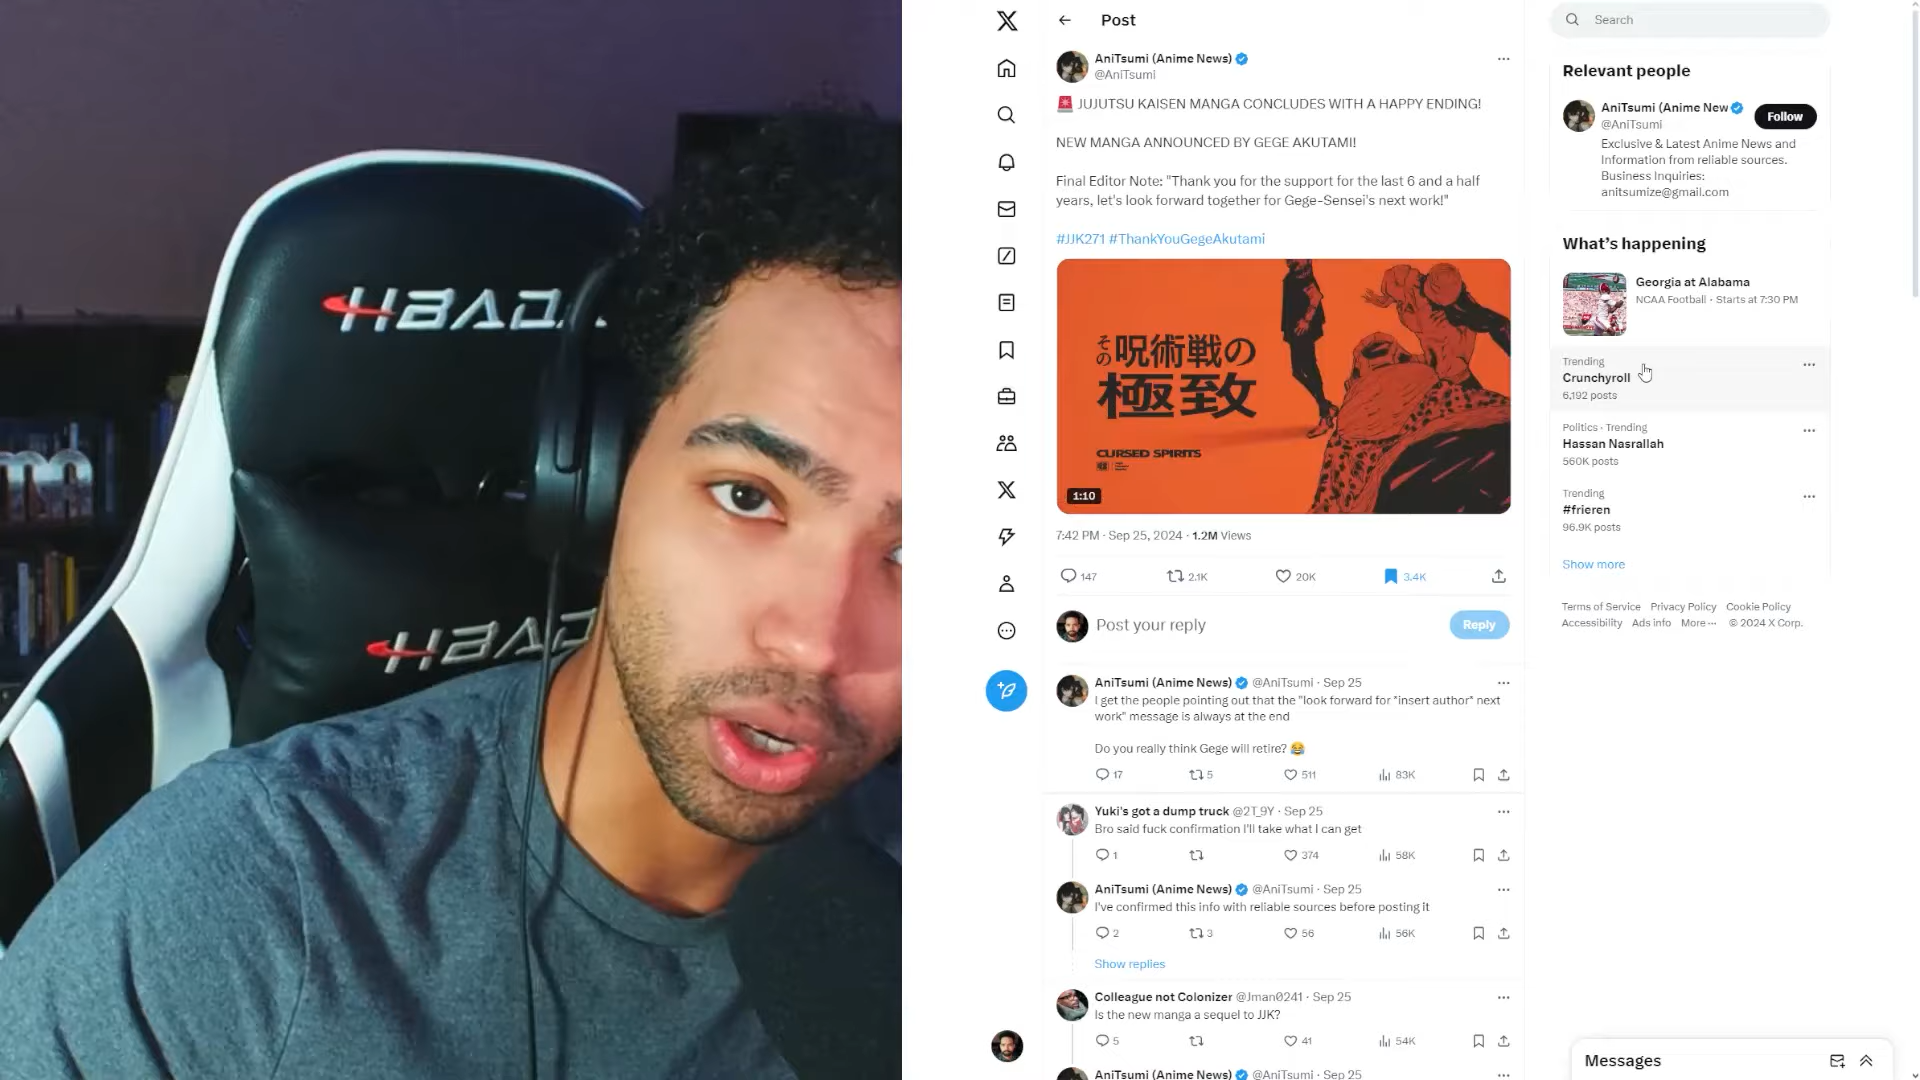 HBADA
HBAD
Post
AniTsumi (Anime News)
@AniTsumi
🚨 JUJUTSU KAISEN MANGA CONCLUDES WITH A HAPPY ENDING!
NEW MANGA ANNOUNCED BY GEGE AKUTAMI!!
Final Editor Note: "Thank you for the support for the last 6 and a half
years, let's look forward together for Gege-Sensei's next work!"
#JJK271 #ThankYouGegeAkutami
その呪術戦の
極致
CURSED SPIRITS
1:10
7:42 PM · Sep 25, 2024 · 1.2M Views
147 2.1K 20K 3.4K
Post your reply
Reply
AniTsumi (Anime News) @AniTsumi · Sep 25
I get the people pointing out that the "look forward for *insert author* next
work" message is always at the end
Do you really think Gege will retire? 😂
17 5 511 83K
Yuki's got a dump truck @2T_9Y · Sep 25
Bro said fuck confirmation I'll take what I can get
1 374 58K
AniTsumi (Anime News) @AniTsumi · Sep 25
I've confirmed this info with reliable sources before posting it
2 3 56 56K
Show replies
Colleague not Colonizer @Jman0241 · Sep 25
Is the new manga a sequel to JJK?
5 41 54K
AniTsumi (Anime News) @AniTsumi · Sep 25
Search
Relevant people
AniTsumi (Anime New
@AniTsumi
Follow
Exclusive & Latest Anime News and
Information from reliable sources.
Business Inquiries:
anitsumize@gmail.com
What's happening
Georgia at Alabama
NCAA Football · Starts at 7:30 PM
Trending
Crunchyroll
6,192 posts
Politics · Trending
Hassan Nasrallah
560K posts
Trending
#frieren
96.9K posts
Show more
Terms of Service Privacy Policy Cookie Policy
Accessibility Ads info More ··· © 2024 X Corp.
Messages